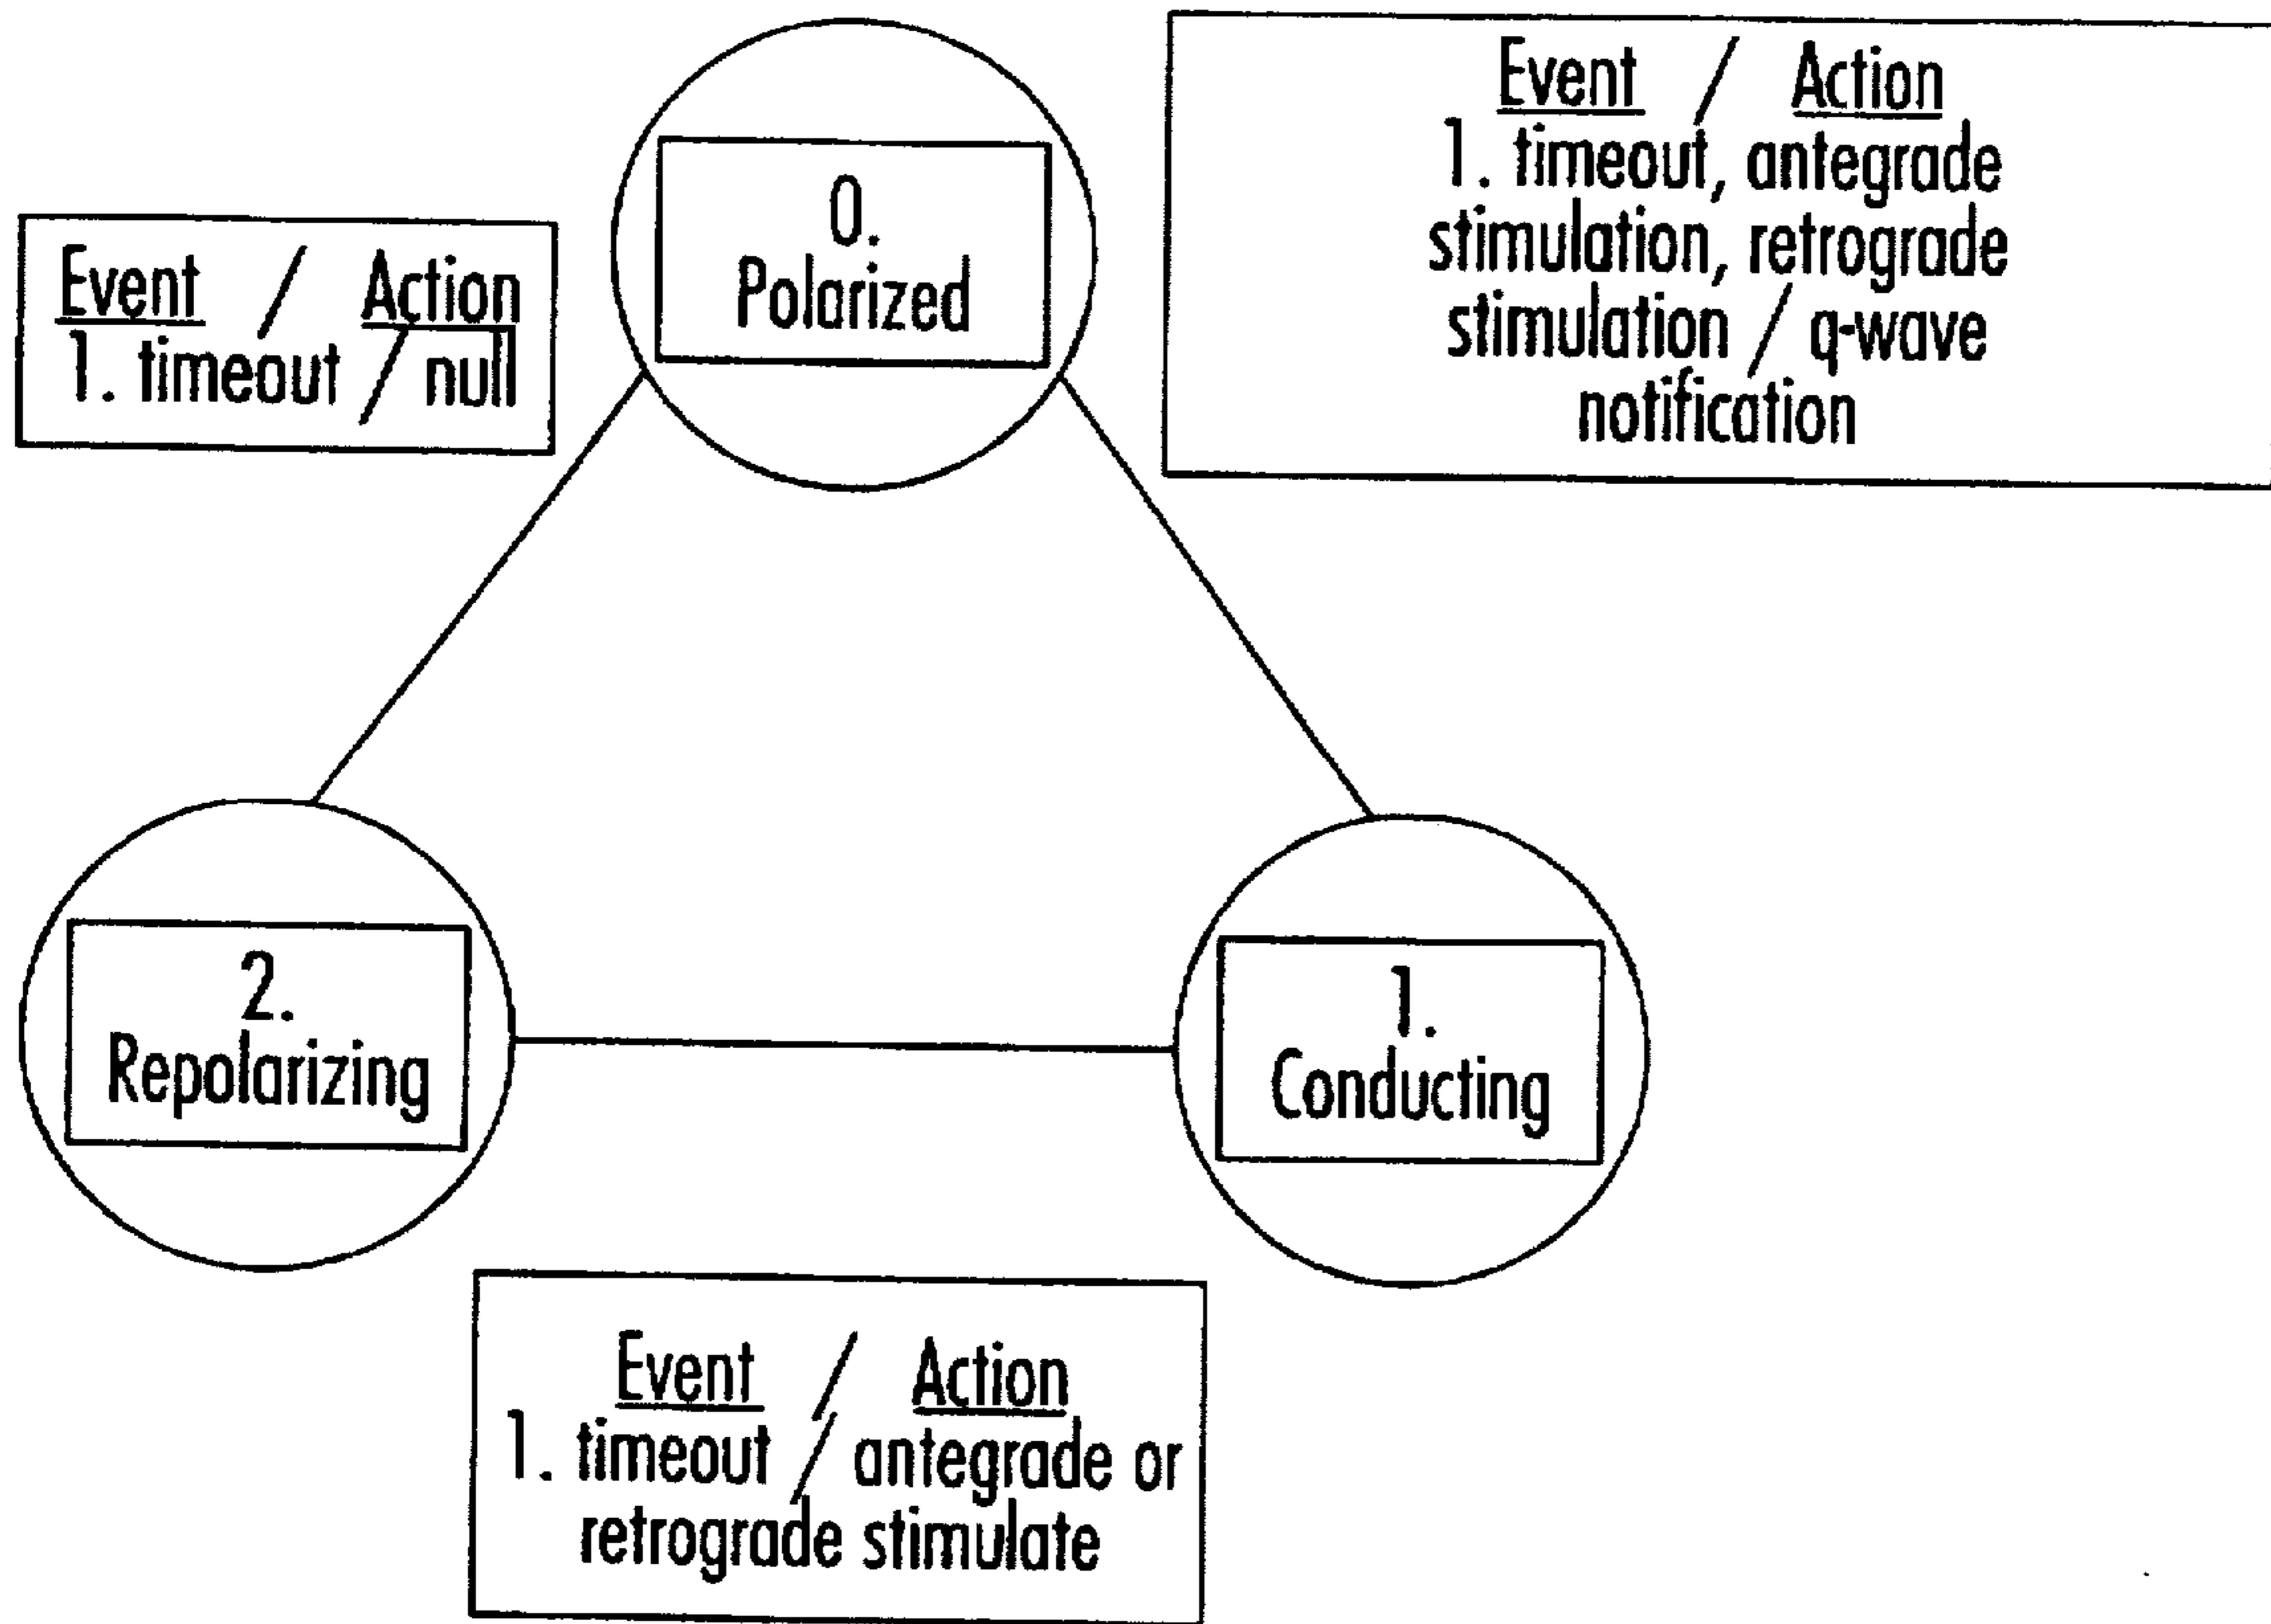 Event / Action
1. timeout, antegrade
stimulation, retrograde
stimulation / q-wave
notification
0.
Polarized
Event / Action
1. timeout / null
2.
Repolarizing
1.
Conducting
Event / Action
1. timeout / antegrade or
retrograde stimulate